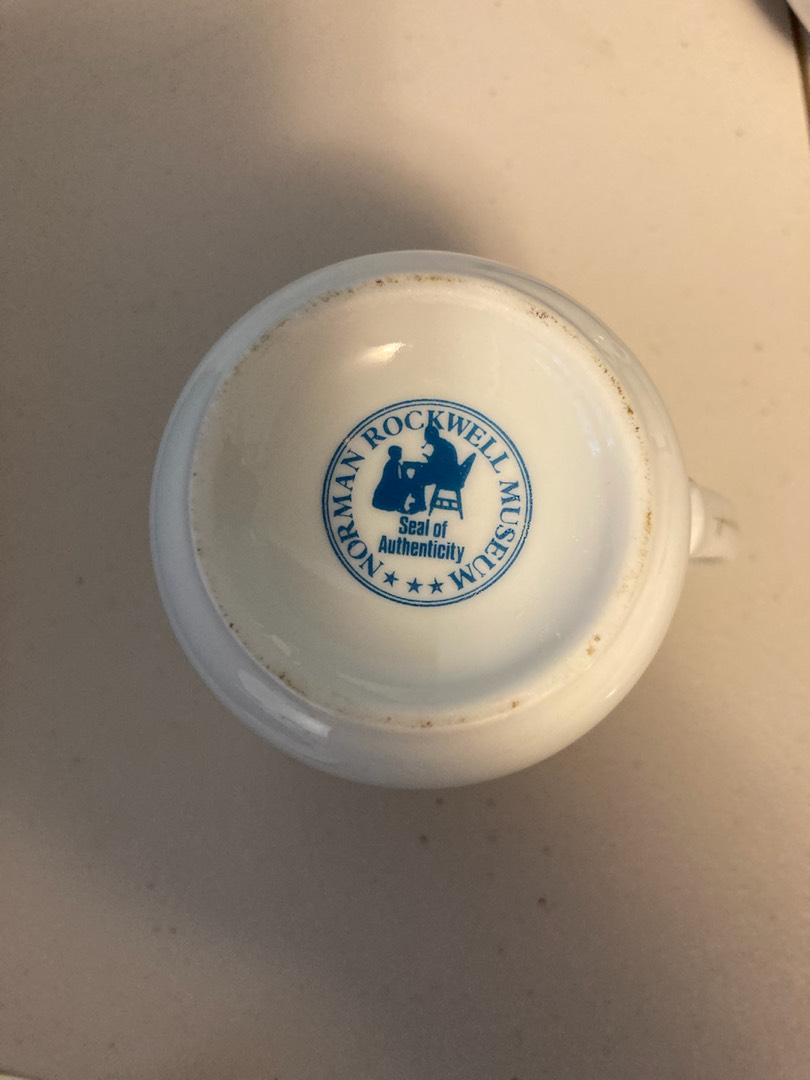 NORMAN ROCKWELL MUSEUM
Seal of
Authenticity